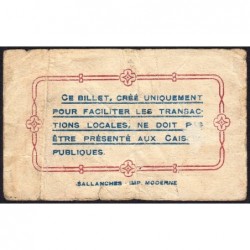 CE BILLET, CRÉÉ UNIQUEMENT
POUR FACILITER LES TRANSAC-
TIONS LOCALES, NE DOIT PAS
ÊTRE PRÉSENTÉ AUX CAIS-
PUBLIQUES.
SALLANCHES - IMP. MODERNE